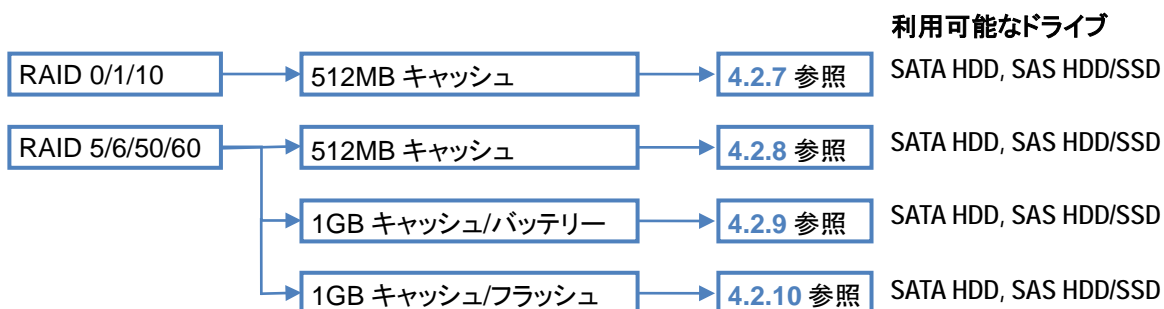 利用可能なドライブ
RAID 0/1/10 512MB キャッシュ 4.2.7 参照 SATA HDD, SAS HDD/SSD
RAID 5/6/50/60 512MB キャッシュ 4.2.8 参照 SATA HDD, SAS HDD/SSD
1GB キャッシュ/バッテリー 4.2.9 参照 SATA HDD, SAS HDD/SSD
1GB キャッシュ/フラッシュ 4.2.10 参照 SATA HDD, SAS HDD/SSD